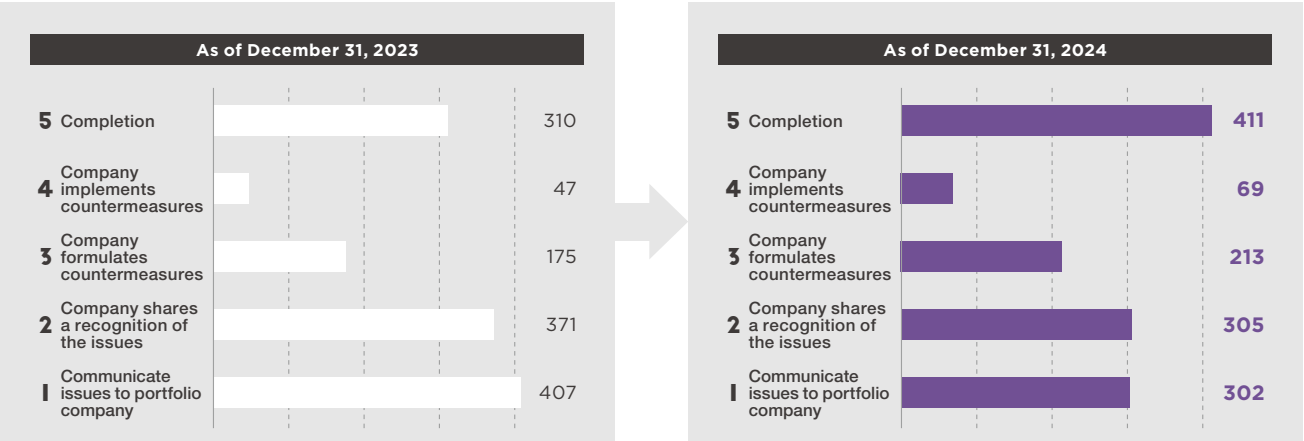 As of December 31, 2023
5 Completion 310
Company
4 implements 47
countermeasures
Company
3 formulates 175
countermeasures
Company shares
2 a recognition of 371
the issues
Communicate
1 issues to portfolio 407
company
As of December 31, 2024
5 Completion 411
Company
4 implements 69
countermeasures
Company
3 formulates 213
countermeasures
Company shares
2 a recognition of 305
the issues
Communicate
1 issues to portfolio 302
company